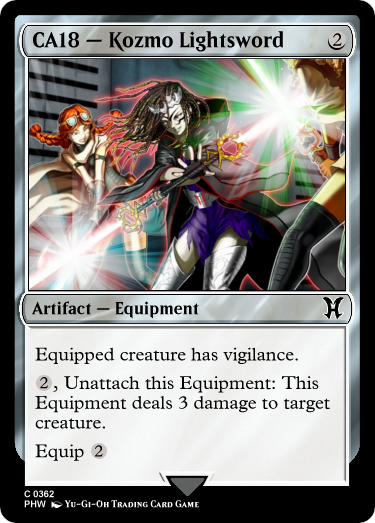 CA18 — Kozmo Lightsword 2
Artifact — Equipment
Equipped creature has vigilance.
2, Unattach this Equipment: This
Equipment deals 3 damage to target
creature.
Equip 2
C 0362
PHW Yu-Gi-Oh Trading Card Game